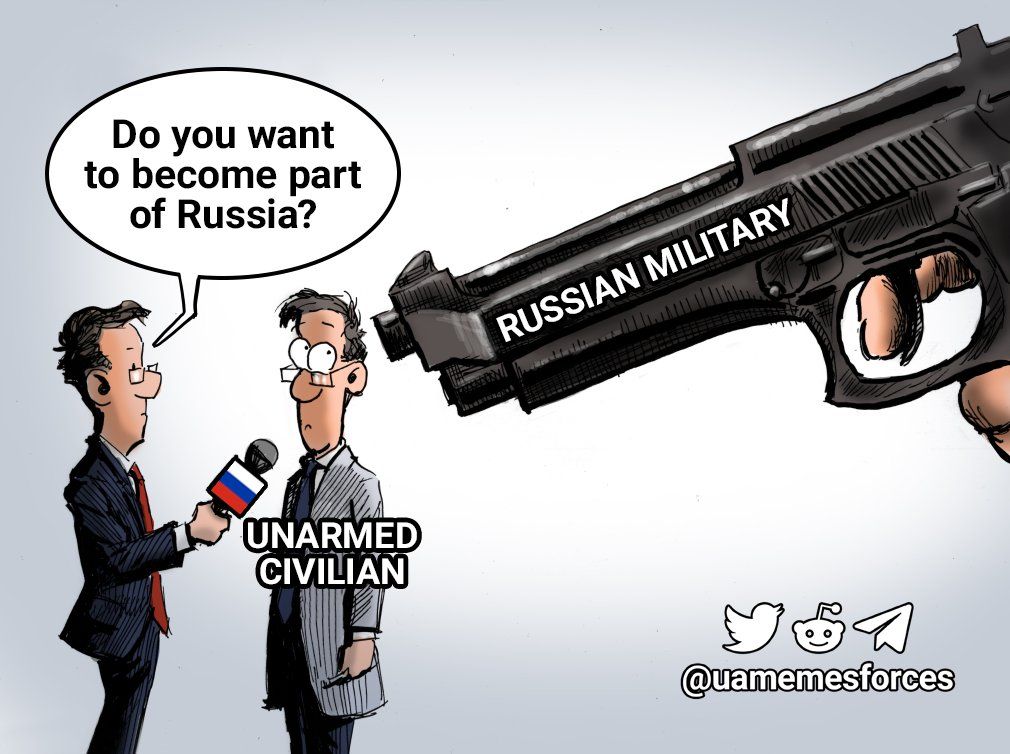 Do you want
to become part
of Russia?
RUSSIAN MILITARY
UNARMED
CIVILIAN
@uamemesforces